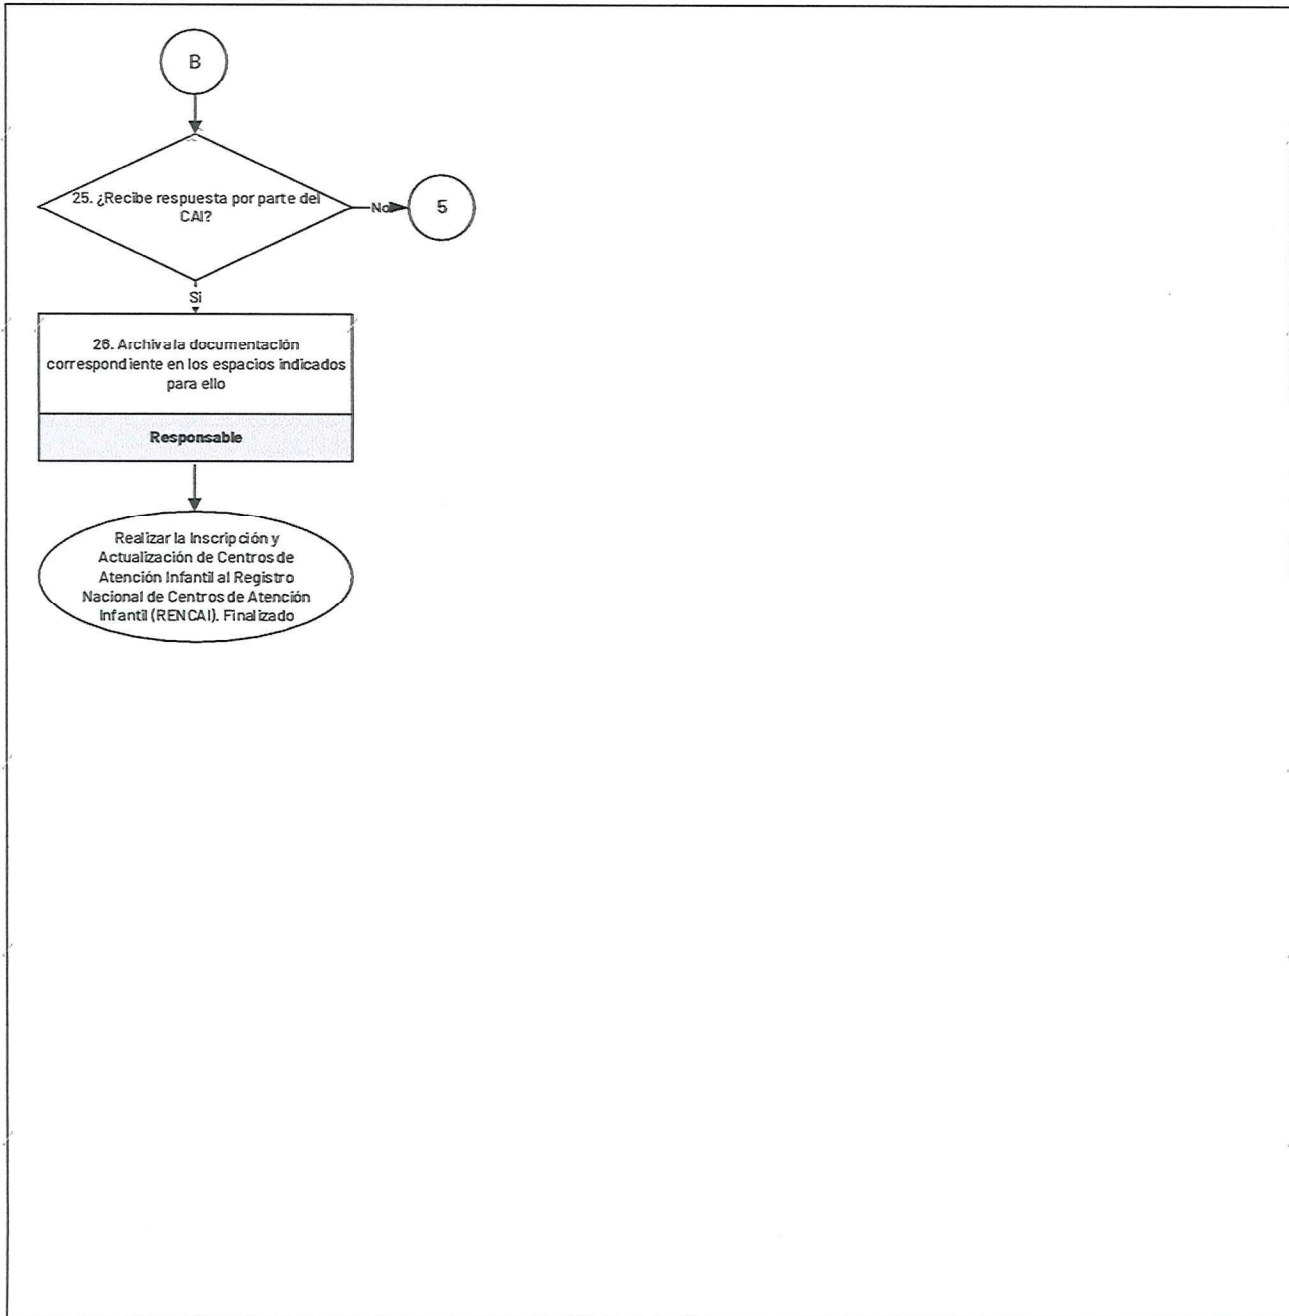 B
25. ¿Recibe respuesta por parte del
CAI?
No
5
Si
26. Archiva la documentación
correspondiente en los espacios indicados
para ello
Responsable
Realizar la Inscripción y
Actualización de Centros de
Atención Infantil al Registro
Nacional de Centros de Atención
Infantil (RENCAI). Finalizado